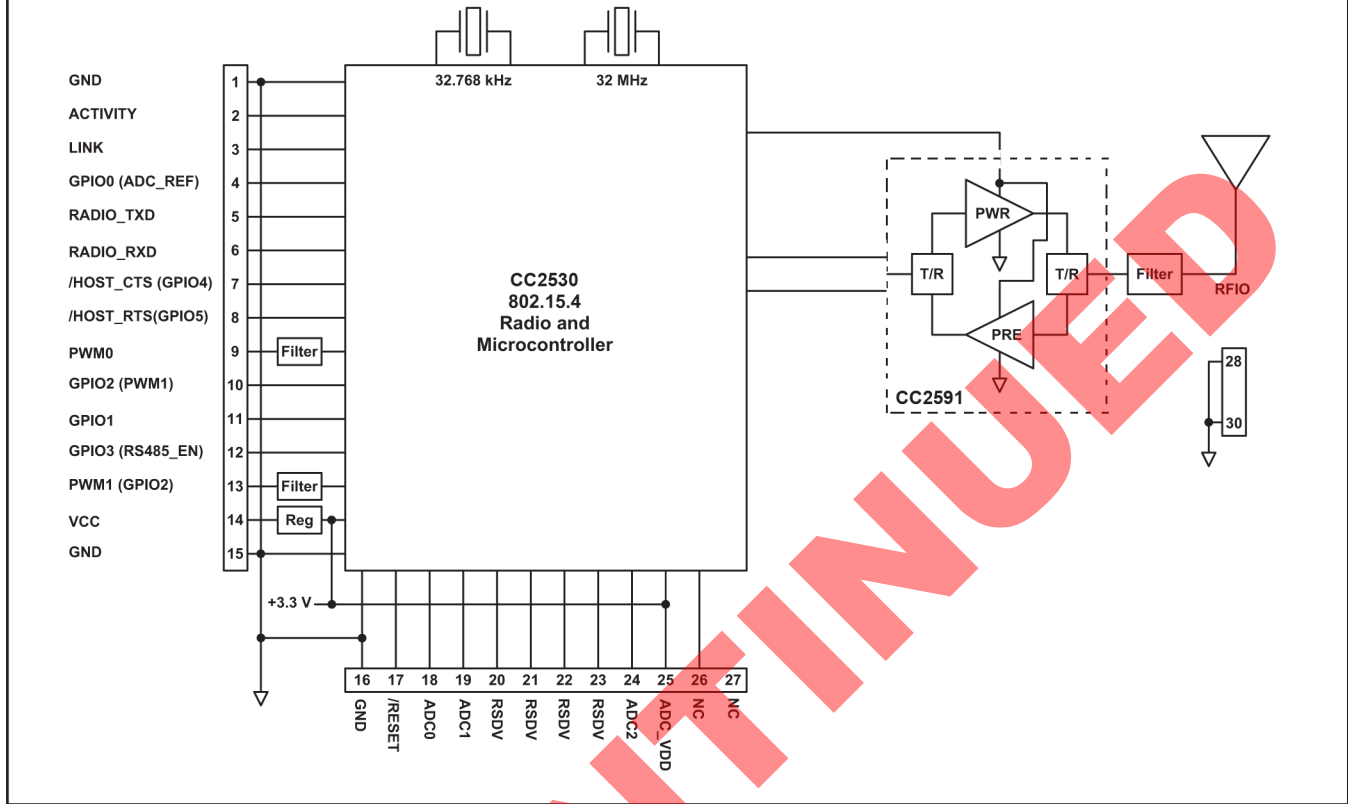 32.768 kHz
32 MHz
GND 1
ACTIVITY 2
LINK 3
GPIO0 (ADC_REF) 4
RADIO_TXD 5
RADIO_RXD 6
/HOST_CTS (GPIO4) 7
/HOST_RTS(GPIO5) 8
PWM0 9 Filter
GPIO2 (PWM1) 10
GPIO1 11
GPIO3 (RS485_EN) 12
PWM1 (GPIO2) 13 Filter
VCC 14 Reg
GND 15
CC2530
802.15.4
Radio and
Microcontroller
PWR
T/R
T/R
PRE
CC2591
Filter
RFIO
28
30
+3.3 V
16 17 18 19 20 21 22 23 24 25 26 27
GND
/RESET
ADC0
ADC1
RSDV
RSDV
RSDV
RSDV
ADC2
ADC_VDD
NC
NC
NTINUED